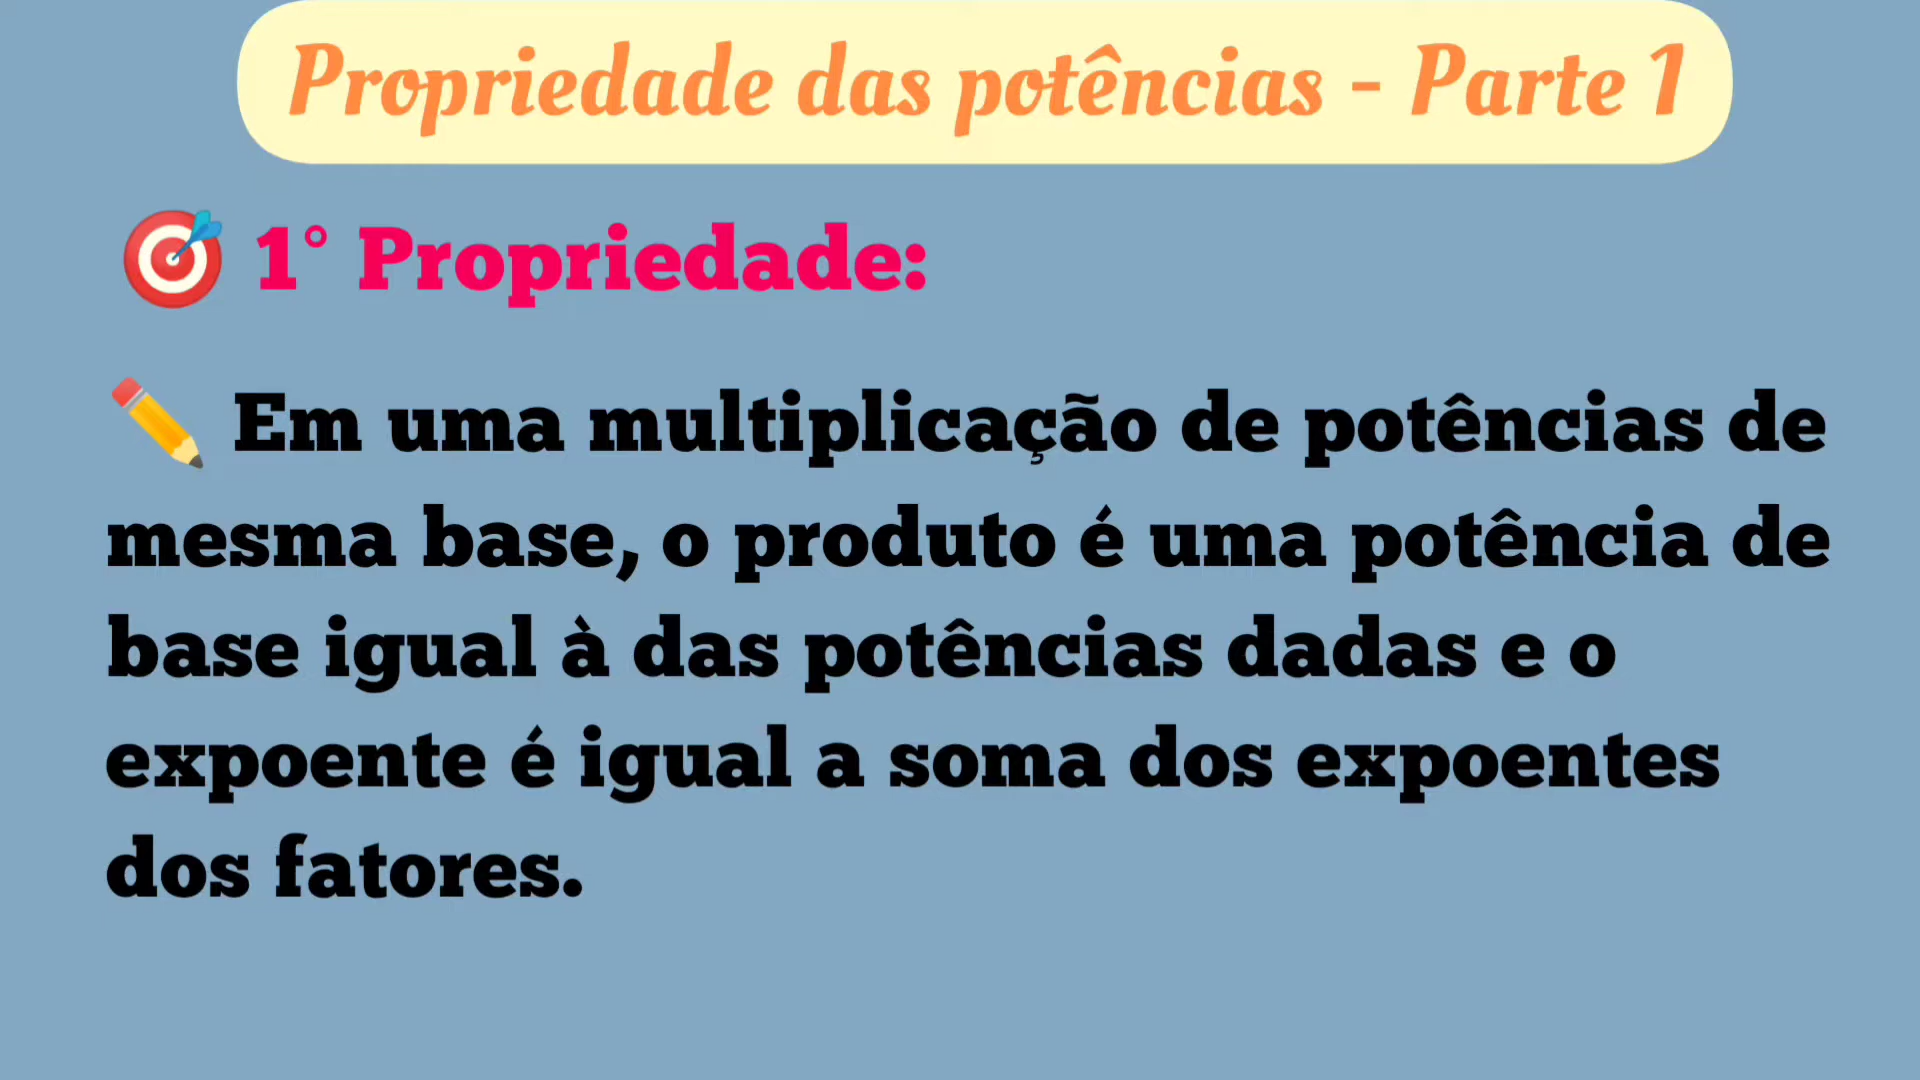 Propriedade das potências - Parte 1
🎯 1° Propriedade:
✏️ Em uma multiplicação de potências de
mesma base, o produto é uma potência de
base igual à das potências dadas e o
expoente é igual a soma dos expoentes
dos fatores.